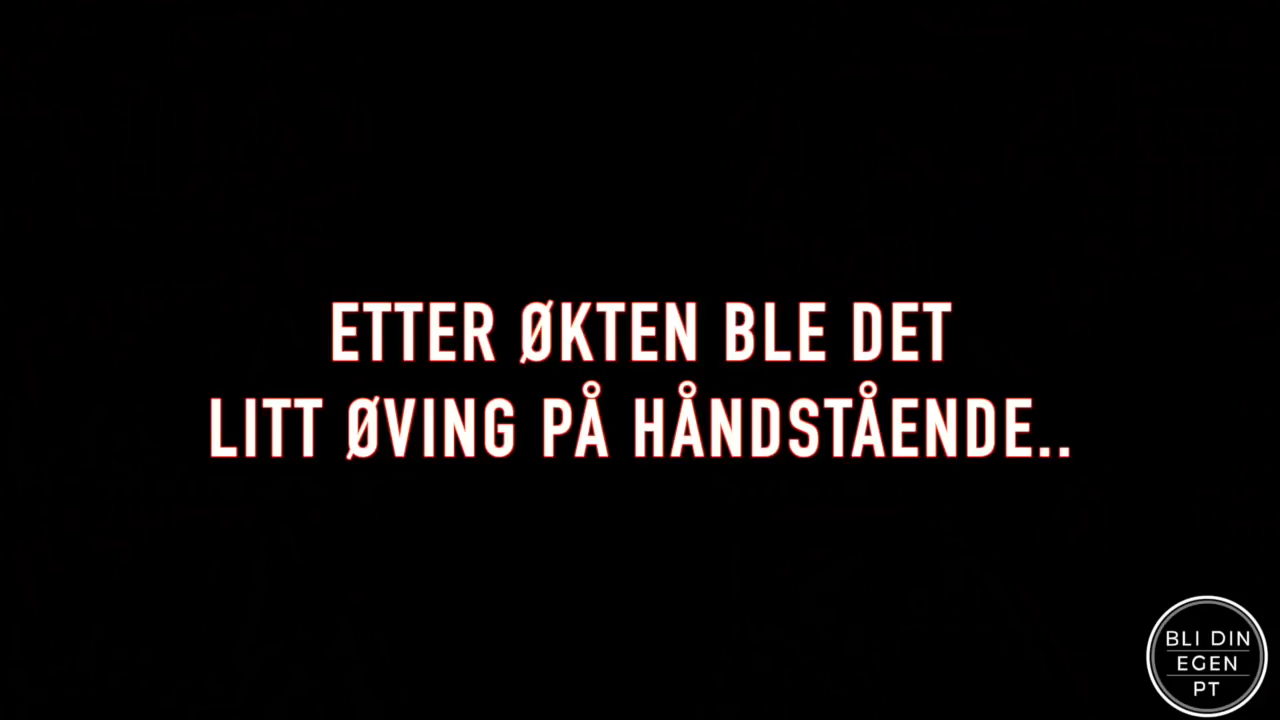 ETTER ØKTEN BLE DET
LITT ØVING PÅ HÅNDSTÅENDE..
BLI DIN
EGEN
PT